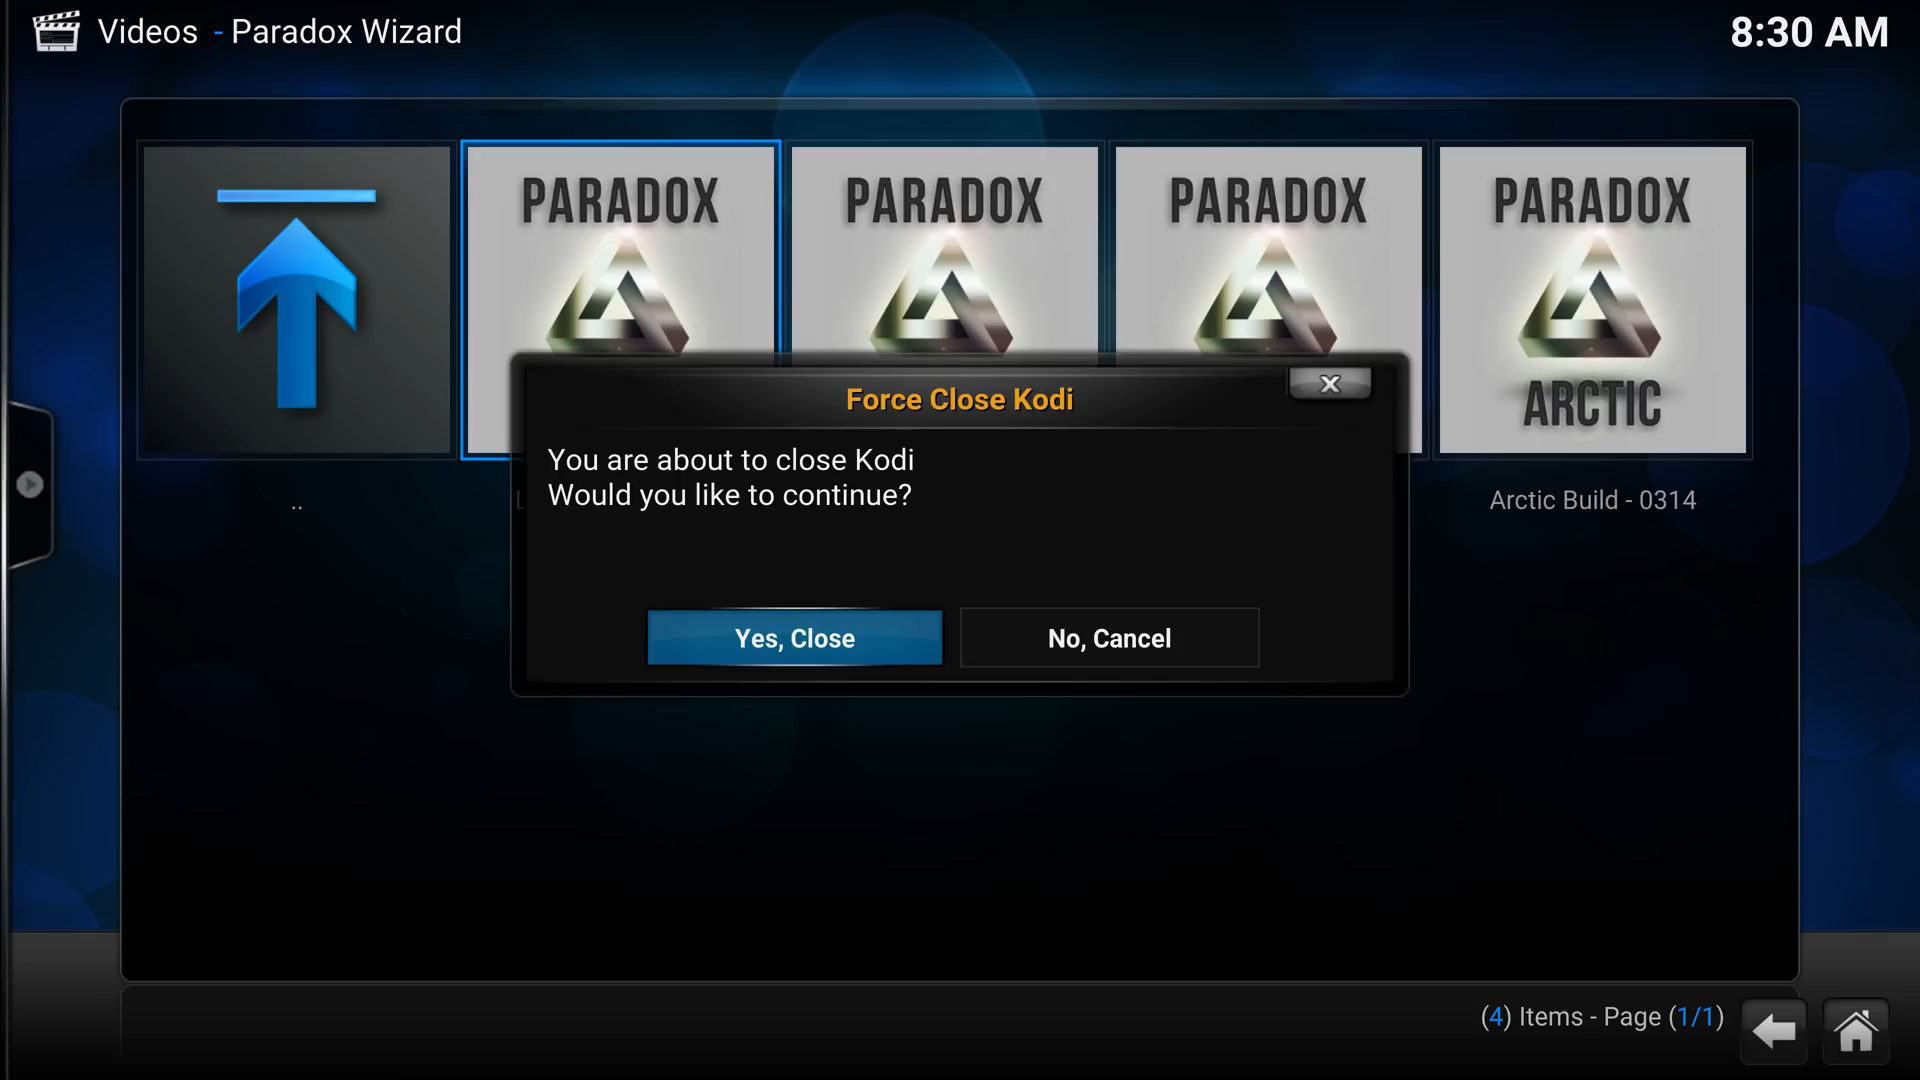 Videos - Paradox Wizard
8:30 AM
PARADOX
PARADOX
PARADOX
PARADOX
ARCTIC
Force Close Kodi
You are about to close Kodi
Would you like to continue?
..
Arctic Build - 0314
Yes, Close
No, Cancel
(4) Items - Page (1/1)